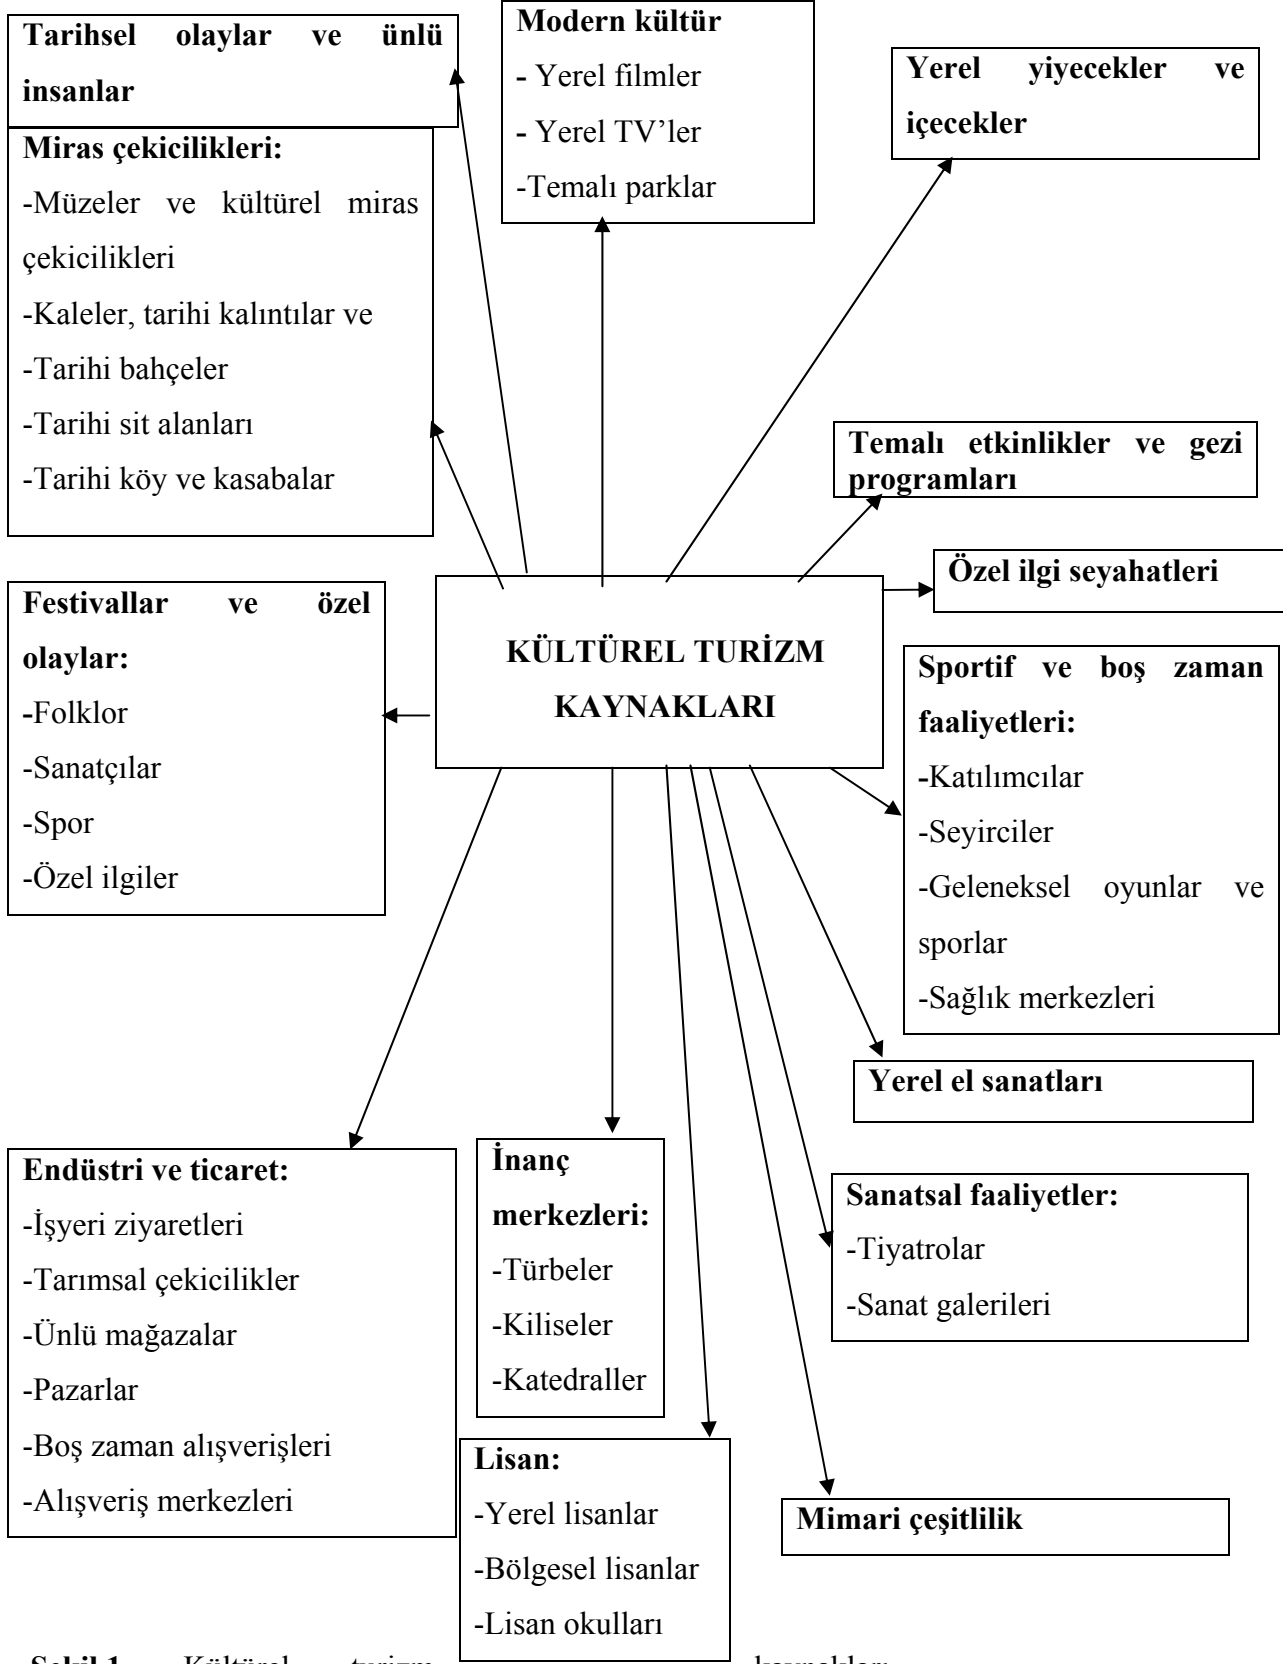 Tarihsel olaylar ve ünlü
insanlar
Miras çekicilikleri:
-Müzeler ve kültürel miras
çekicilikleri
-Kaleler, tarihi kalıntılar ve
-Tarihi bahçeler
-Tarihi sit alanları
-Tarihi köy ve kasabalar
Modern kültür
- Yerel filmler
- Yerel TV’ler
-Temalı parklar
Yerel yiyecekler ve
içecekler
Temalı etkinlikler ve gezi
programları
Özel ilgi seyahatleri
KÜLTÜREL TURİZM
KAYNAKLARI
Festivallar ve özel
olaylar:
-Folklor
-Sanatçılar
-Spor
-Özel ilgiler
Sportif ve boş zaman
faaliyetleri:
-Katılımcılar
-Seyirciler
-Geleneksel oyunlar ve
sporlar
-Sağlık merkezleri
Yerel el sanatları
Endüstri ve ticaret:
-İşyeri ziyaretleri
-Tarımsal çekicilikler
-Ünlü mağazalar
-Pazarlar
-Boş zaman alışverişleri
-Alışveriş merkezleri
İnanç
merkezleri:
-Türbeler
-Kiliseler
-Katedraller
Sanatsal faaliyetler:
-Tiyatrolar
-Sanat galerileri
Lisan:
-Yerel lisanlar
-Bölgesel lisanlar
-Lisan okulları
Mimari çeşitlilik
Şekil 1 Kültürel turizm kaynakları